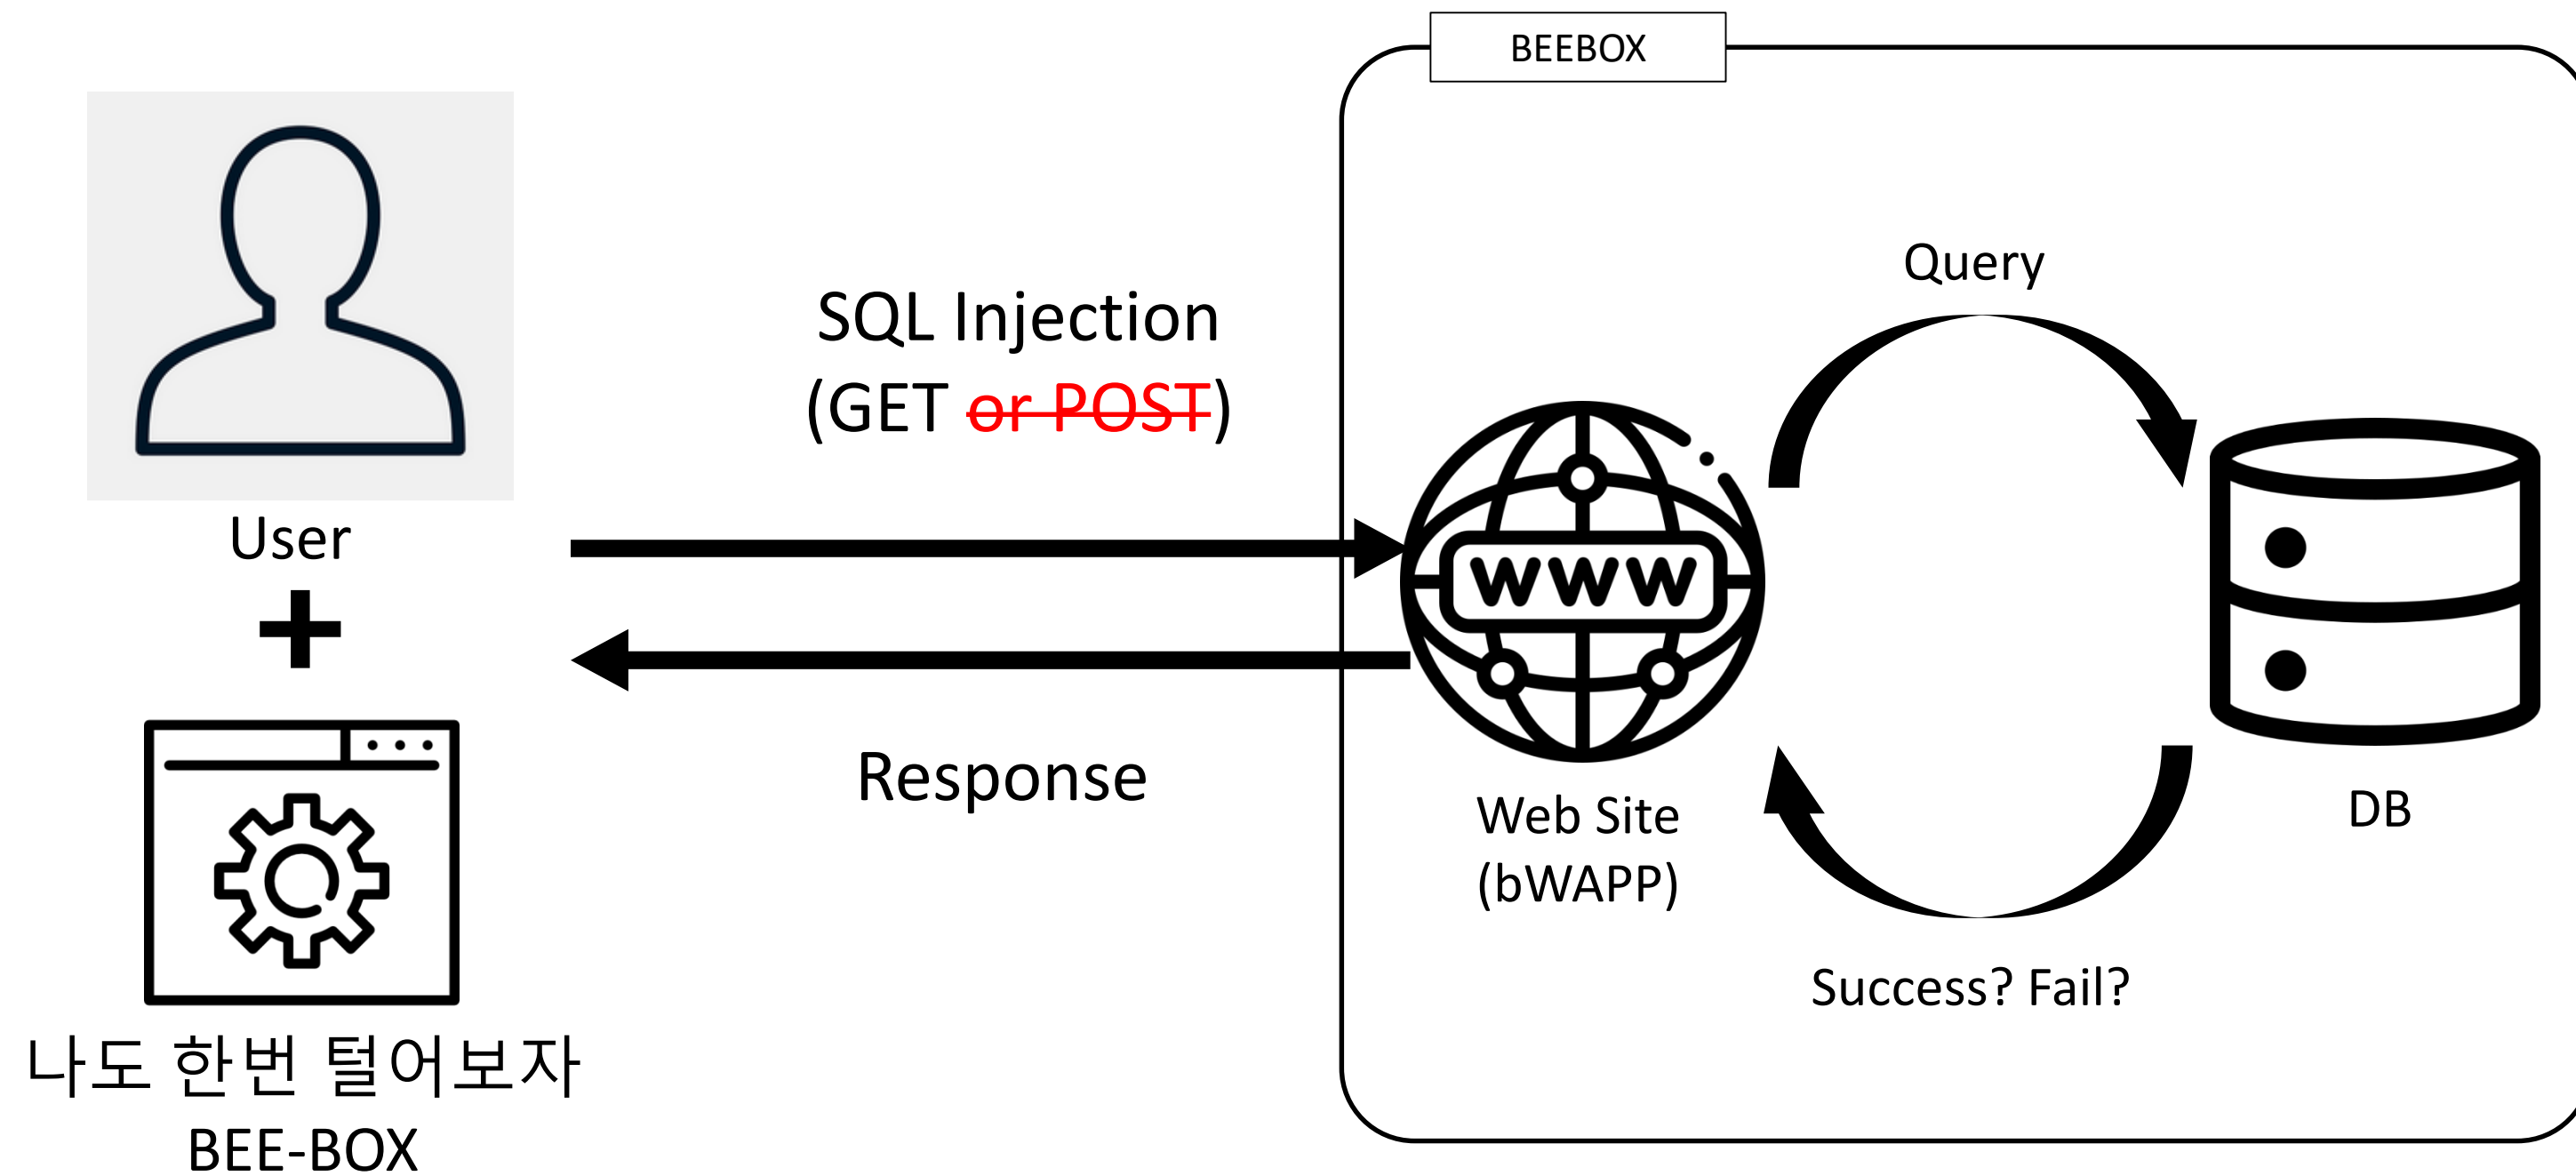 BEEBOX
Query
SQL Injection
(GET or POST)
User
WWW
Response
Web Site
(bWAPP)
DB
Success? Fail?
나도 한번 털어보자
BEE-BOX